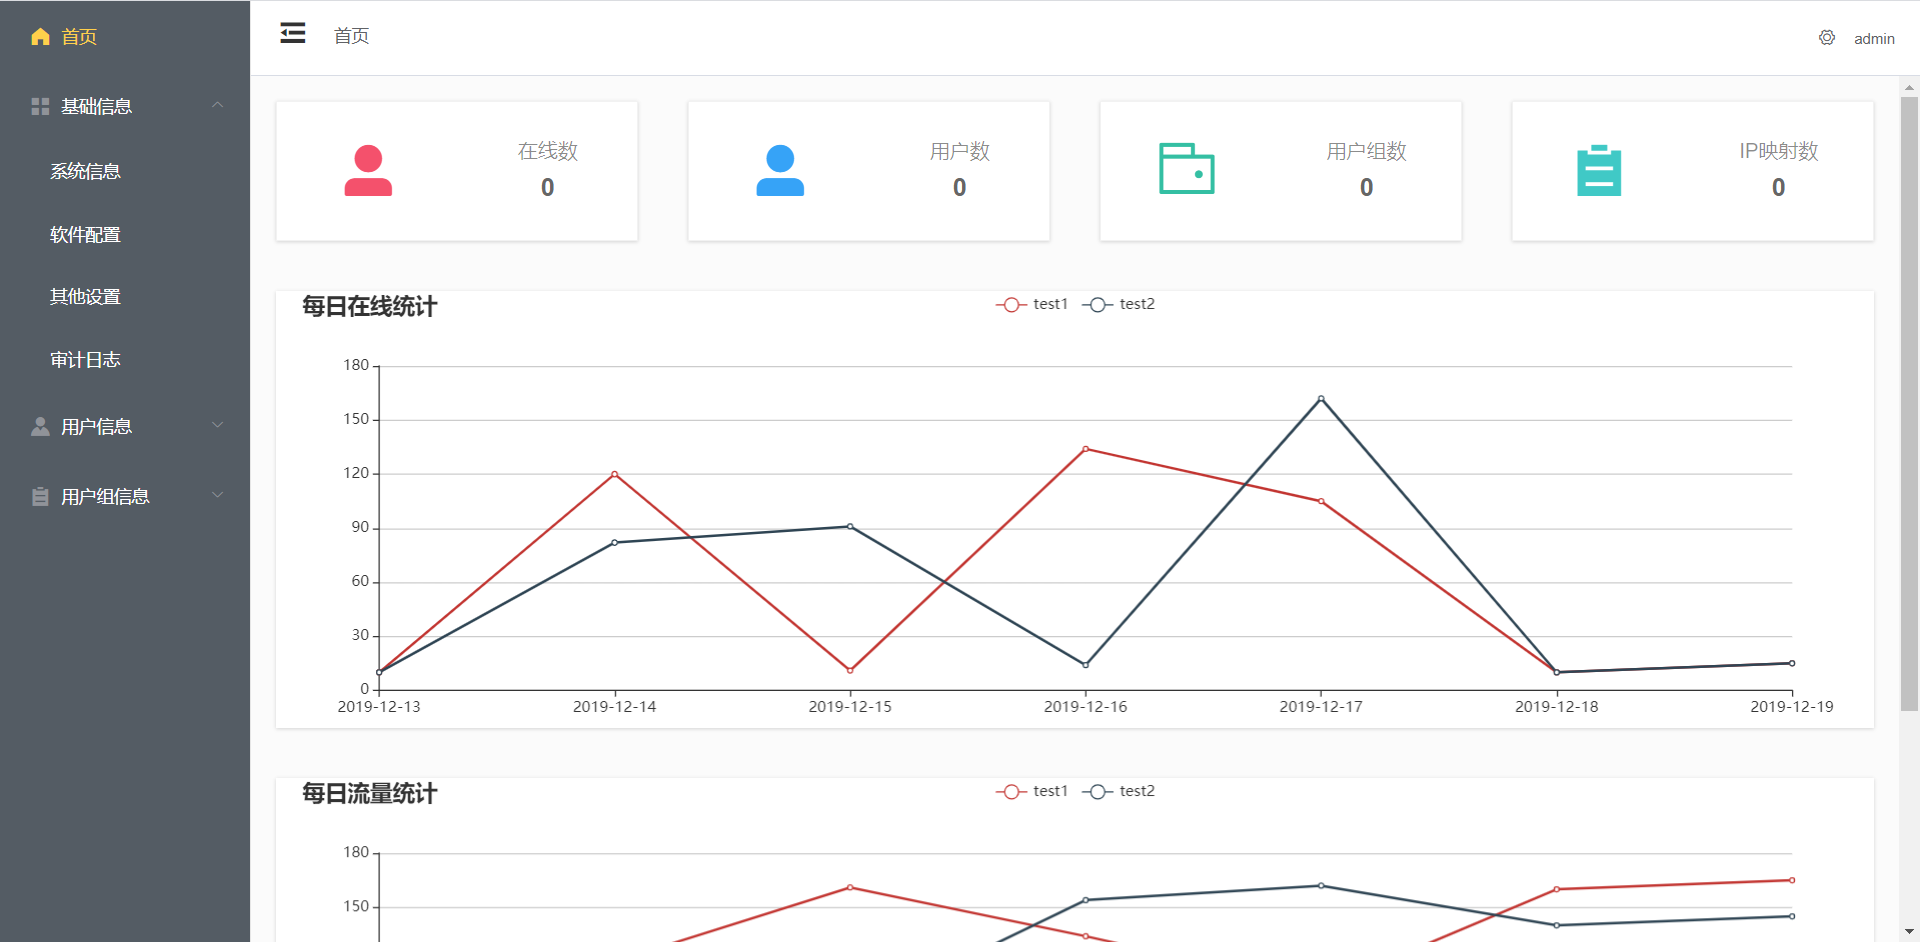 首页
基础信息
系统信息
软件配置
其他设置
审计日志
用户信息
用户组信息
首页
admin
在线数
0
用户数
0
用户组数
0
IP映射数
0
每日在线统计
test1 test2
180
150
120
90
60
30
0
2019-12-13 2019-12-14 2019-12-15 2019-12-16 2019-12-17 2019-12-18 2019-12-19
每日流量统计
test1 test2
180
150